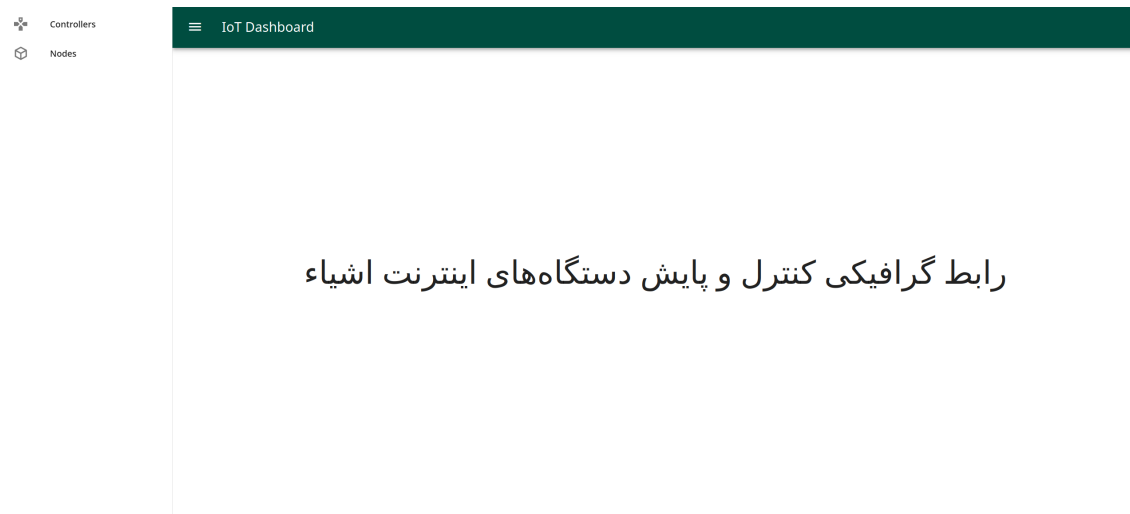 Controllers
Nodes
IoT Dashboard
رابط گرافیکی کنترل و پایش دستگاه‌های اینترنت اشیاء